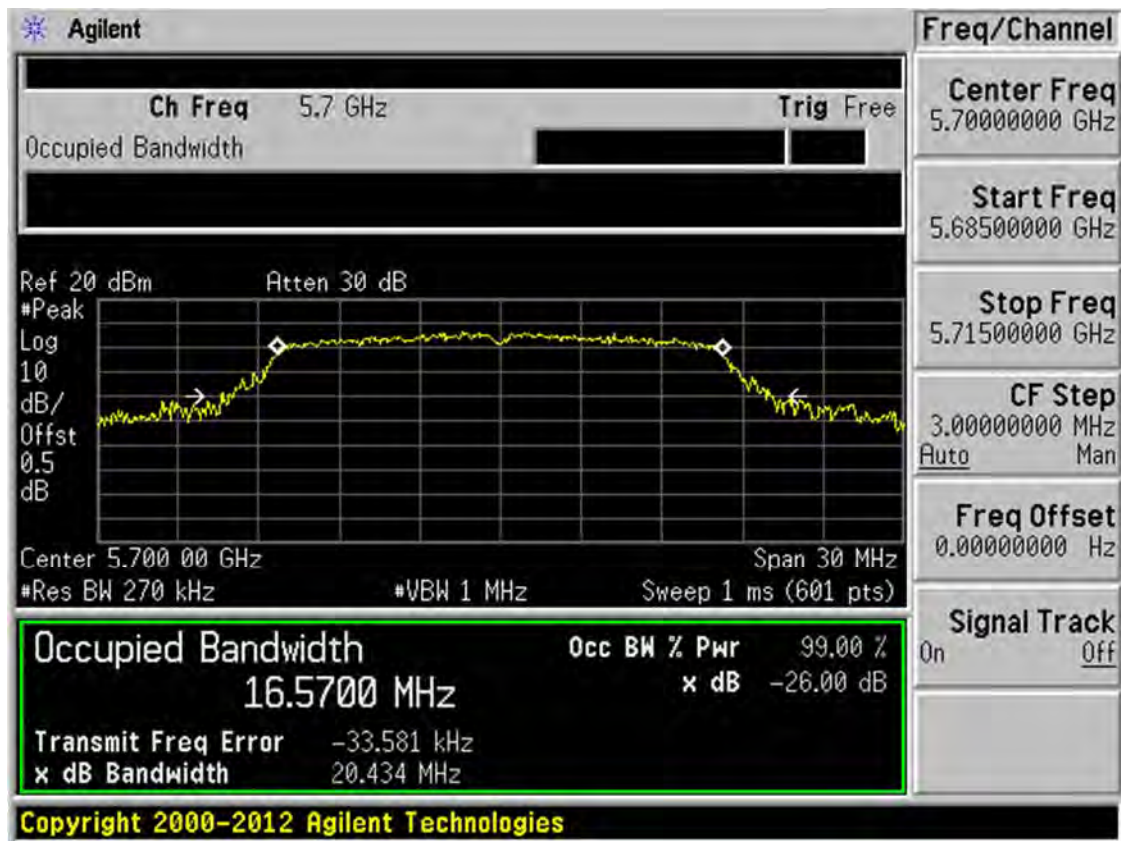 Agilent
Freq/Channel
Ch Freq 5.7 GHz Trig Free
Occupied Bandwidth
Center Freq
5.70000000 GHz
Start Freq
5.68500000 GHz
Stop Freq
5.71500000 GHz
CF Step
3.00000000 MHz
Auto Man
Freq Offset
0.00000000 Hz
Signal Track
On Off
Ref 20 dBm Atten 30 dB
#Peak
Log
10
dB/
Offst
0.5
dB
Center 5.700 00 GHz Span 30 MHz
#Res BW 270 kHz #VBW 1 MHz Sweep 1 ms (601 pts)
Occupied Bandwidth
16.5700 MHz
Occ BW % Pwr 99.00 %
x dB -26.00 dB
Transmit Freq Error -33.581 kHz
x dB Bandwidth 20.434 MHz
Copyright 2000-2012 Agilent Technologies